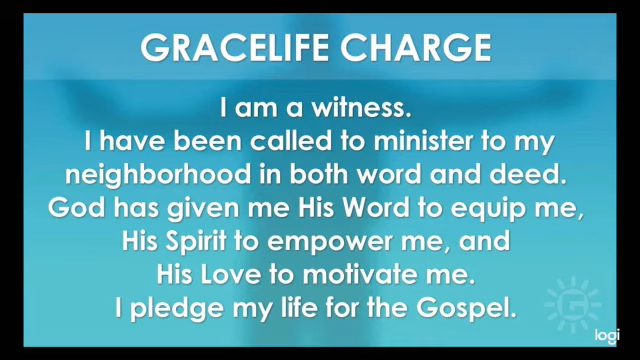 GRACELIFE CHARGE
I am a witness.
I have been called to minister to my
neighborhood in both word and deed.
God has given me His Word to equip me,
His Spirit to empower me, and
His Love to motivate me.
I pledge my life for the Gospel.
G
logi